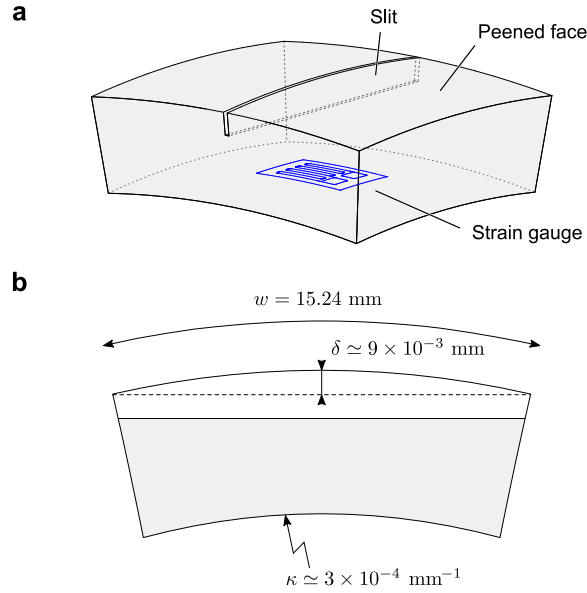 a
Slit
Peened face
Strain gauge
b
w = 15.24 mm
δ ≃ 9 × 10⁻³ mm
κ ≃ 3 × 10⁻⁴ mm⁻¹